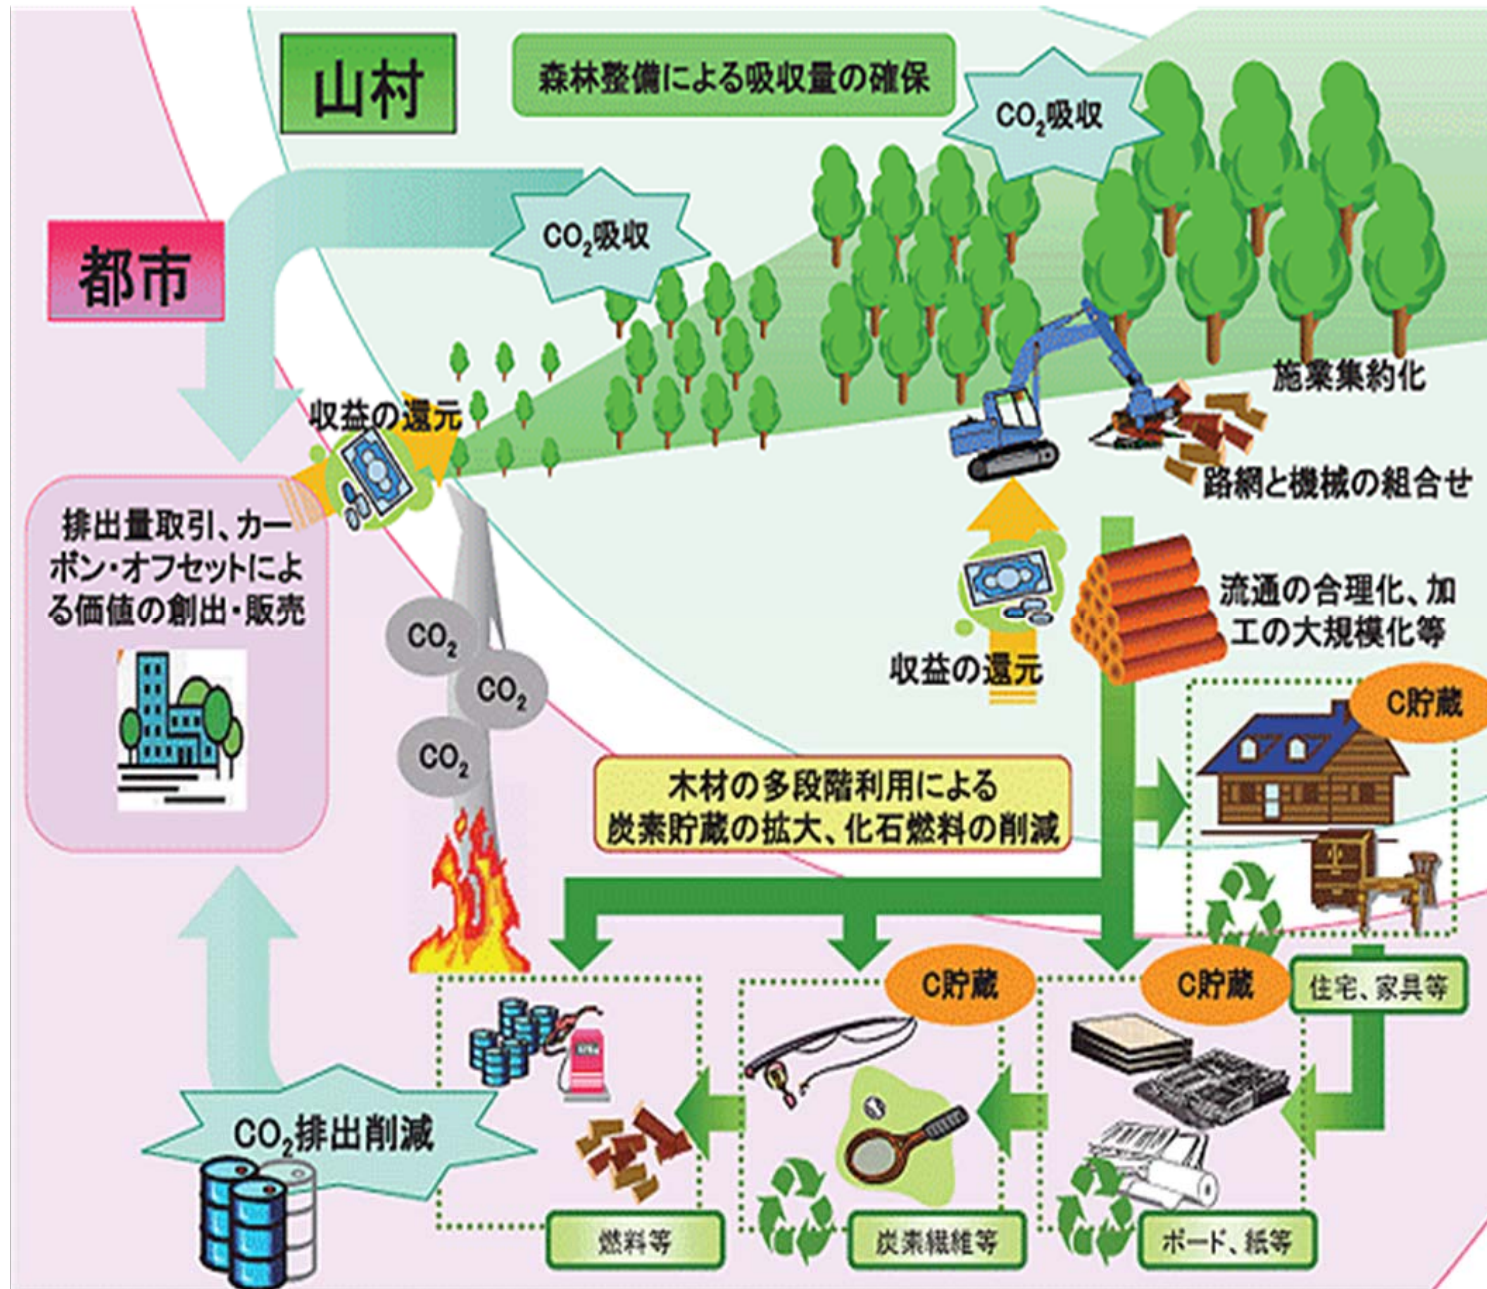 山村
森林整備による吸収量の確保
CO₂吸収
CO₂吸収
都市
収益の還元
施業集約化
路網と機械の組合せ
排出量取引、カー
ボン・オフセットによ
る価値の創出・販売
流通の合理化、加
工の大規模化等
収益の還元
CO₂
CO₂
CO₂
C貯蔵
木材の多段階利用による
炭素貯蔵の拡大、化石燃料の削減
C貯蔵
C貯蔵
住宅、家具等
CO₂排出削減
燃料等
炭素繊維等
ボード、紙等